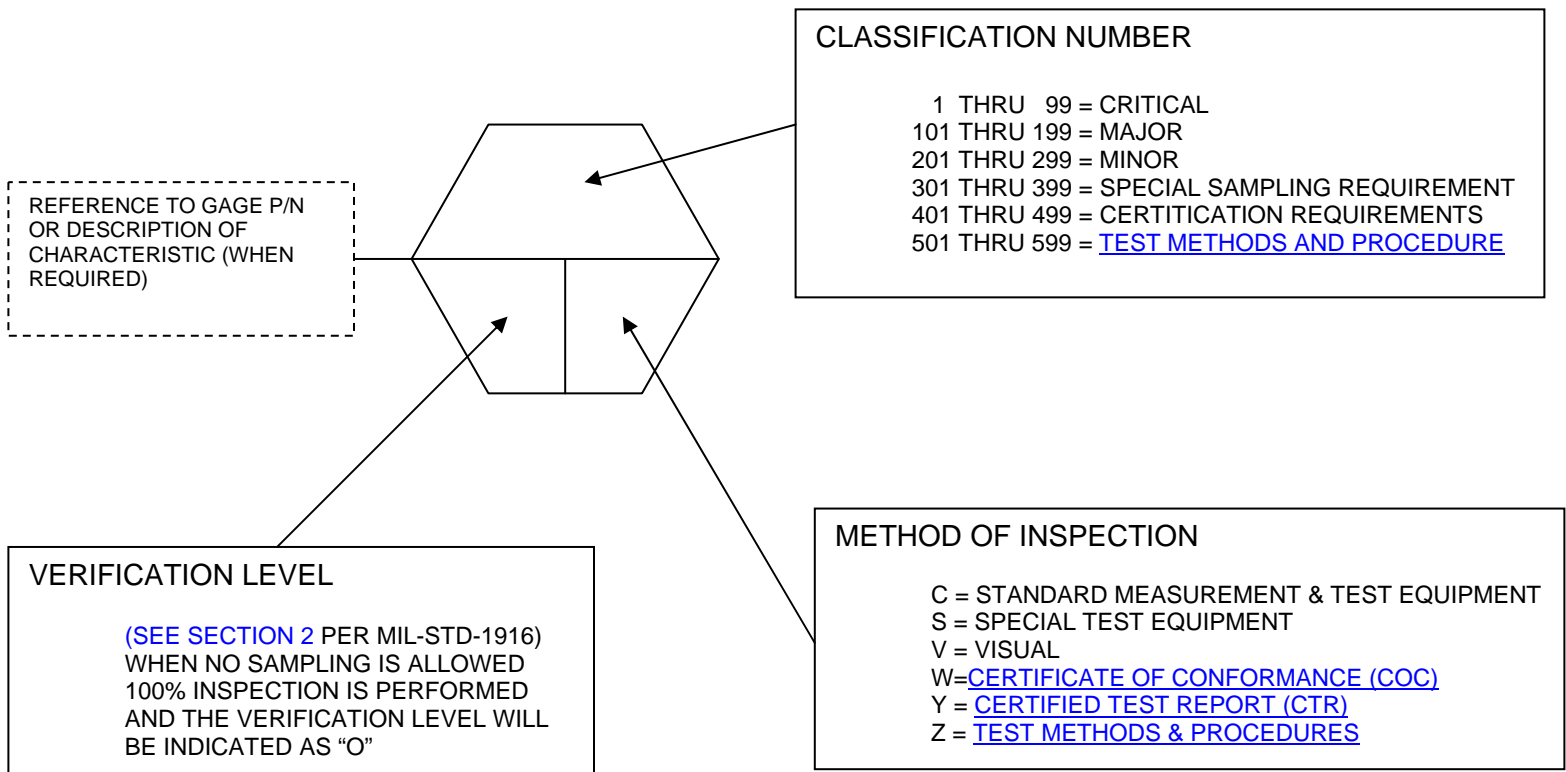 CLASSIFICATION NUMBER
1 THRU 99 = CRITICAL
101 THRU 199 = MAJOR
201 THRU 299 = MINOR
301 THRU 399 = SPECIAL SAMPLING REQUIREMENT
401 THRU 499 = CERTITICATION REQUIREMENTS
501 THRU 599 = TEST METHODS AND PROCEDURE
REFERENCE TO GAGE P/N
OR DESCRIPTION OF
CHARACTERISTIC (WHEN
REQUIRED)
VERIFICATION LEVEL
(SEE SECTION 2 PER MIL-STD-1916)
WHEN NO SAMPLING IS ALLOWED
100% INSPECTION IS PERFORMED
AND THE VERIFICATION LEVEL WILL
BE INDICATED AS “O”
METHOD OF INSPECTION
C = STANDARD MEASUREMENT & TEST EQUIPMENT
S = SPECIAL TEST EQUIPMENT
V = VISUAL
W=CERTIFICATE OF CONFORMANCE (COC)
Y = CERTIFIED TEST REPORT (CTR)
Z = TEST METHODS & PROCEDURES